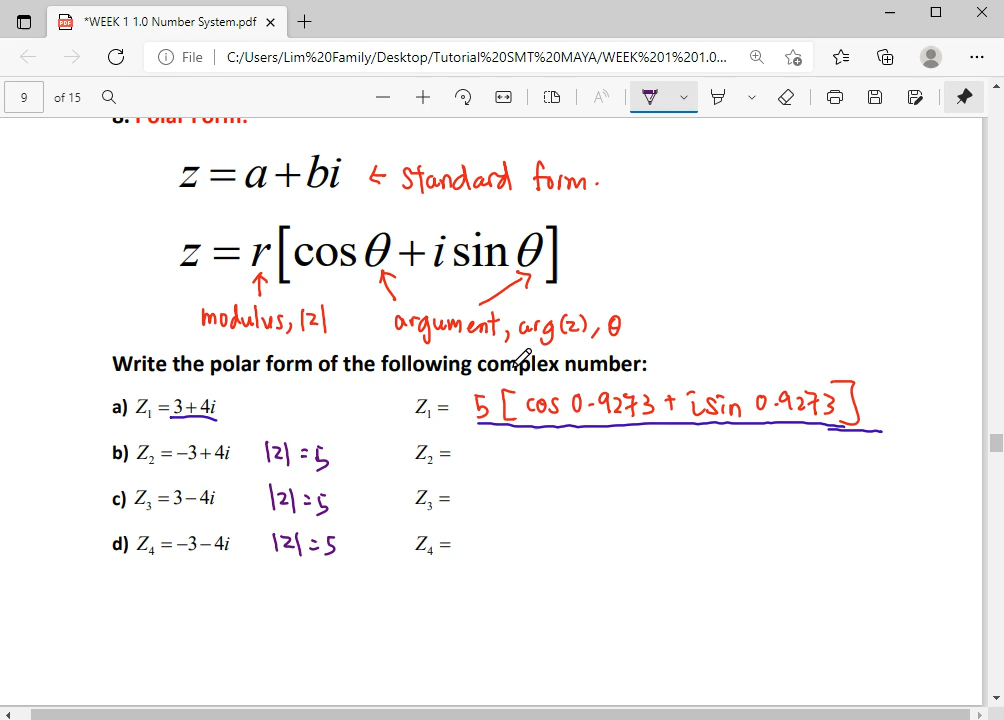 *WEEK 1 1.0 Number System.pdf
File C:/Users/Lim%20Family/Desktop/Tutorial%20SMT%20MAYA/WEEK%201%201.0...
9 of 15
8. Polar Form:
z = a + bi ← standard form.
z = r[cos θ + i sin θ]
modulus, |z| argument, arg(z), θ
Write the polar form of the following complex number:
a) Z₁ = 3 + 4i Z₁ = 5 [ cos 0.9273 + i sin 0.9273 ]
b) Z₂ = −3 + 4i |z| = 5 Z₂ =
c) Z₃ = 3 − 4i |z| = 5 Z₃ =
d) Z₄ = −3 − 4i |z| = 5 Z₄ =